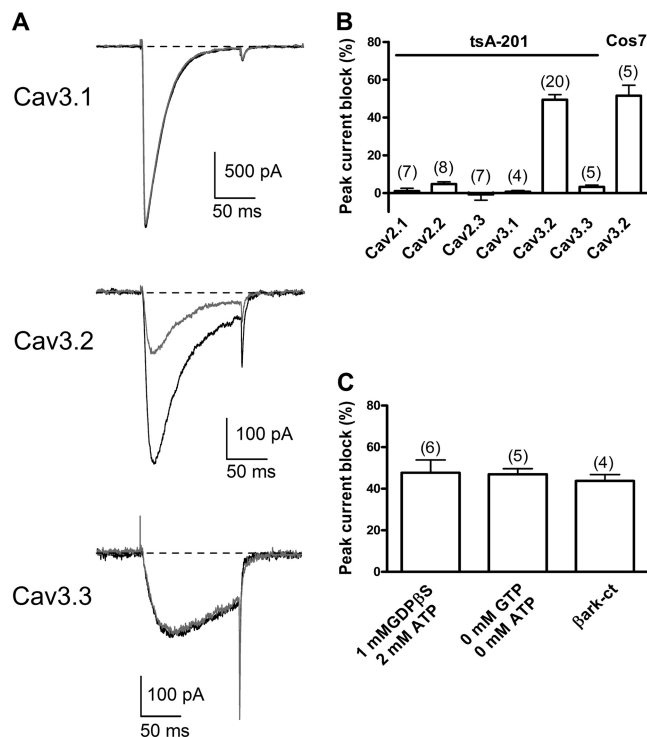 A
Cav3.1
500 pA
50 ms
Cav3.2
100 pA
50 ms
Cav3.3
100 pA
50 ms
B
tsA-201
Cos7
Peak current block (%)
80
60
40
20
0
(7)
(8)
(7)
(4)
(20)
(5)
(5)
Cav2.1
Cav2.2
Cav2.3
Cav3.1
Cav3.2
Cav3.3
Cav3.2
C
Peak current block (%)
80
60
40
20
0
(6)
(5)
(4)
1 mMGDPβS
2 mM ATP
0 mM GTP
0 mM ATP
βark-ct